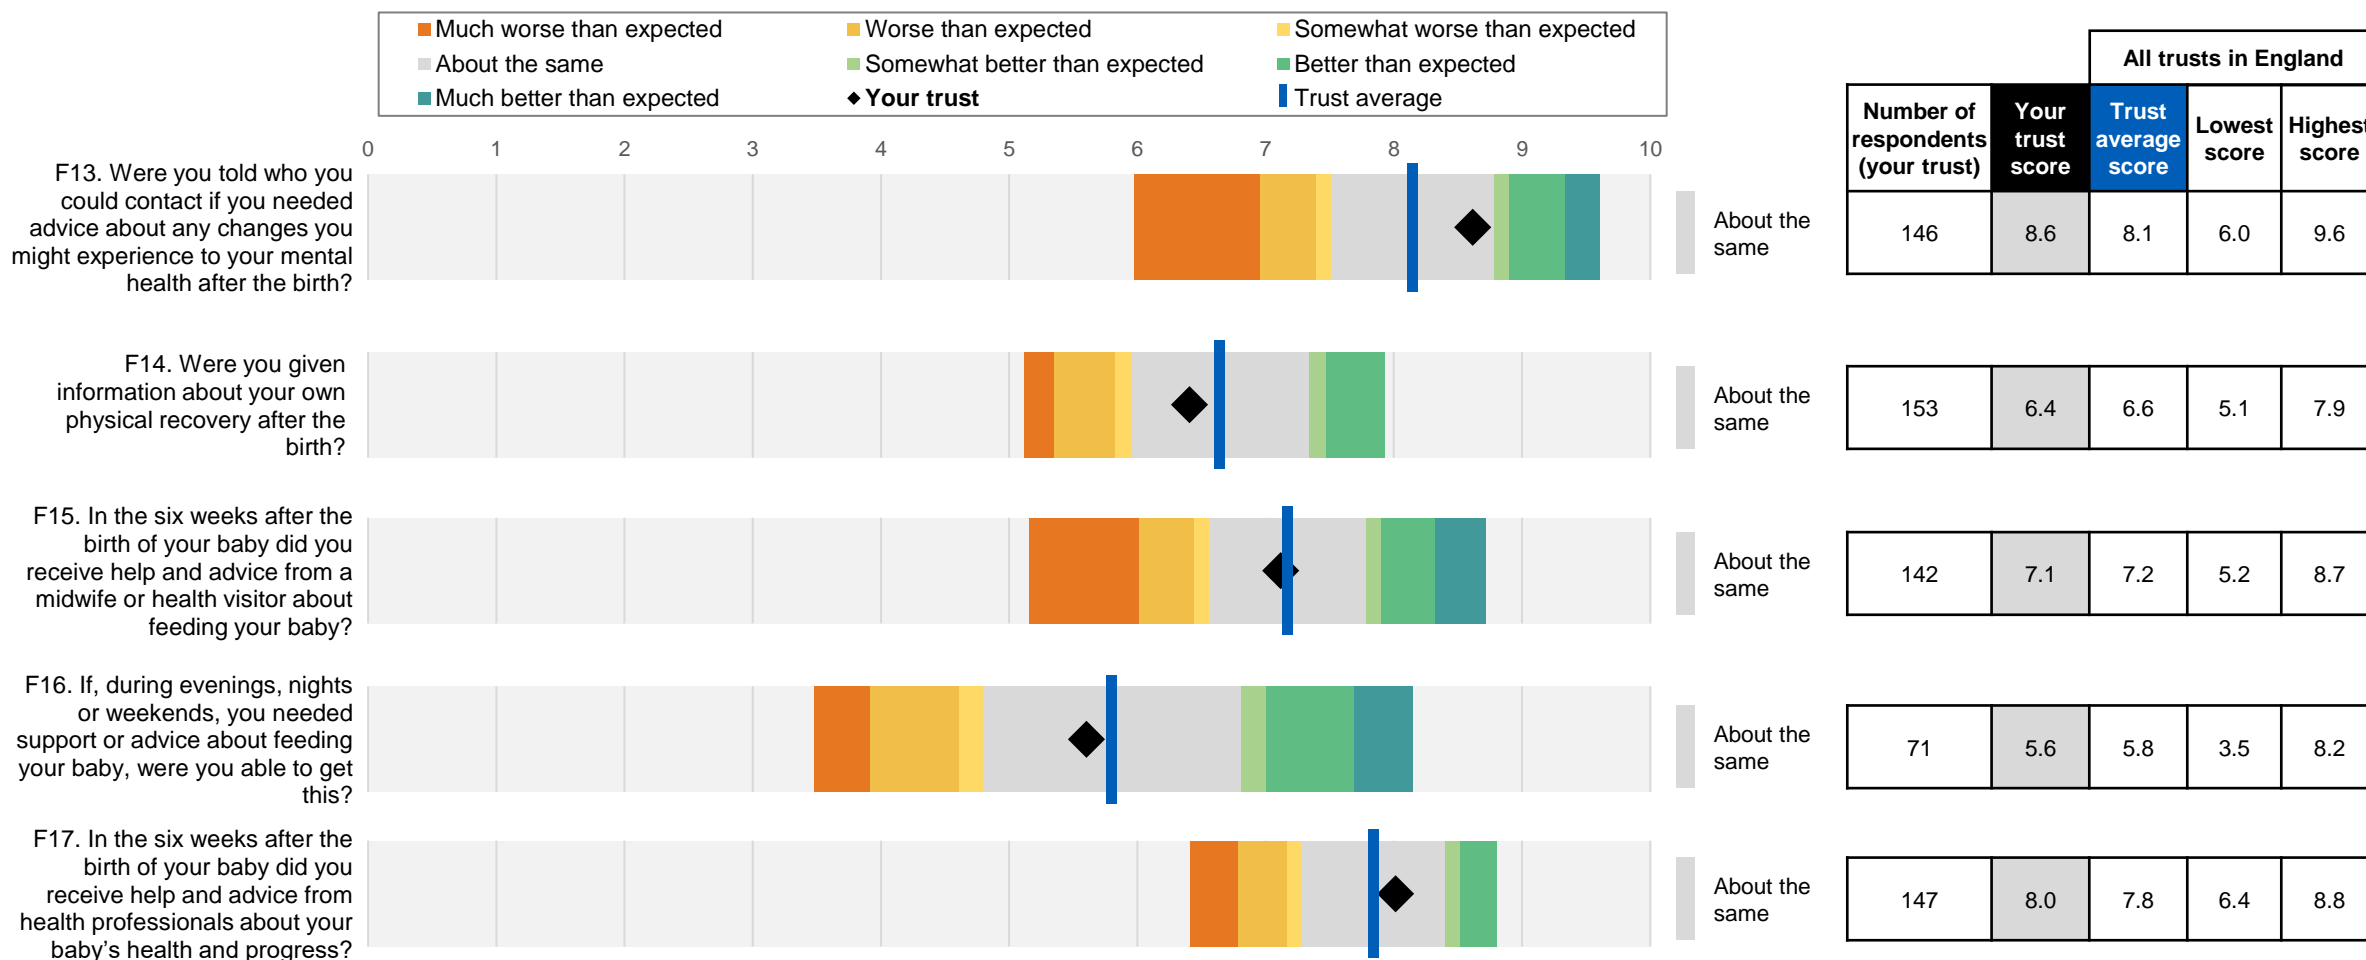 Much worse than expected
Worse than expected
Somewhat worse than expected
About the same
Somewhat better than expected
Better than expected
Much better than expected
Your trust
Trust average
All trusts in England
Number of respondents (your trust)
Your trust score
Trust average score
Lowest score
Highest score
0 1 2 3 4 5 6 7 8 9 10
F13. Were you told who you
could contact if you needed
advice about any changes you
might experience to your mental
health after the birth?
About the
same
146 8.6 8.1 6.0 9.6
F14. Were you given
information about your own
physical recovery after the
birth?
About the
same
153 6.4 6.6 5.1 7.9
F15. In the six weeks after the
birth of your baby did you
receive help and advice from a
midwife or health visitor about
feeding your baby?
About the
same
142 7.1 7.2 5.2 8.7
F16. If, during evenings, nights
or weekends, you needed
support or advice about feeding
your baby, were you able to get
this?
About the
same
71 5.6 5.8 3.5 8.2
F17. In the six weeks after the
birth of your baby did you
receive help and advice from
health professionals about your
baby's health and progress?
About the
same
147 8.0 7.8 6.4 8.8